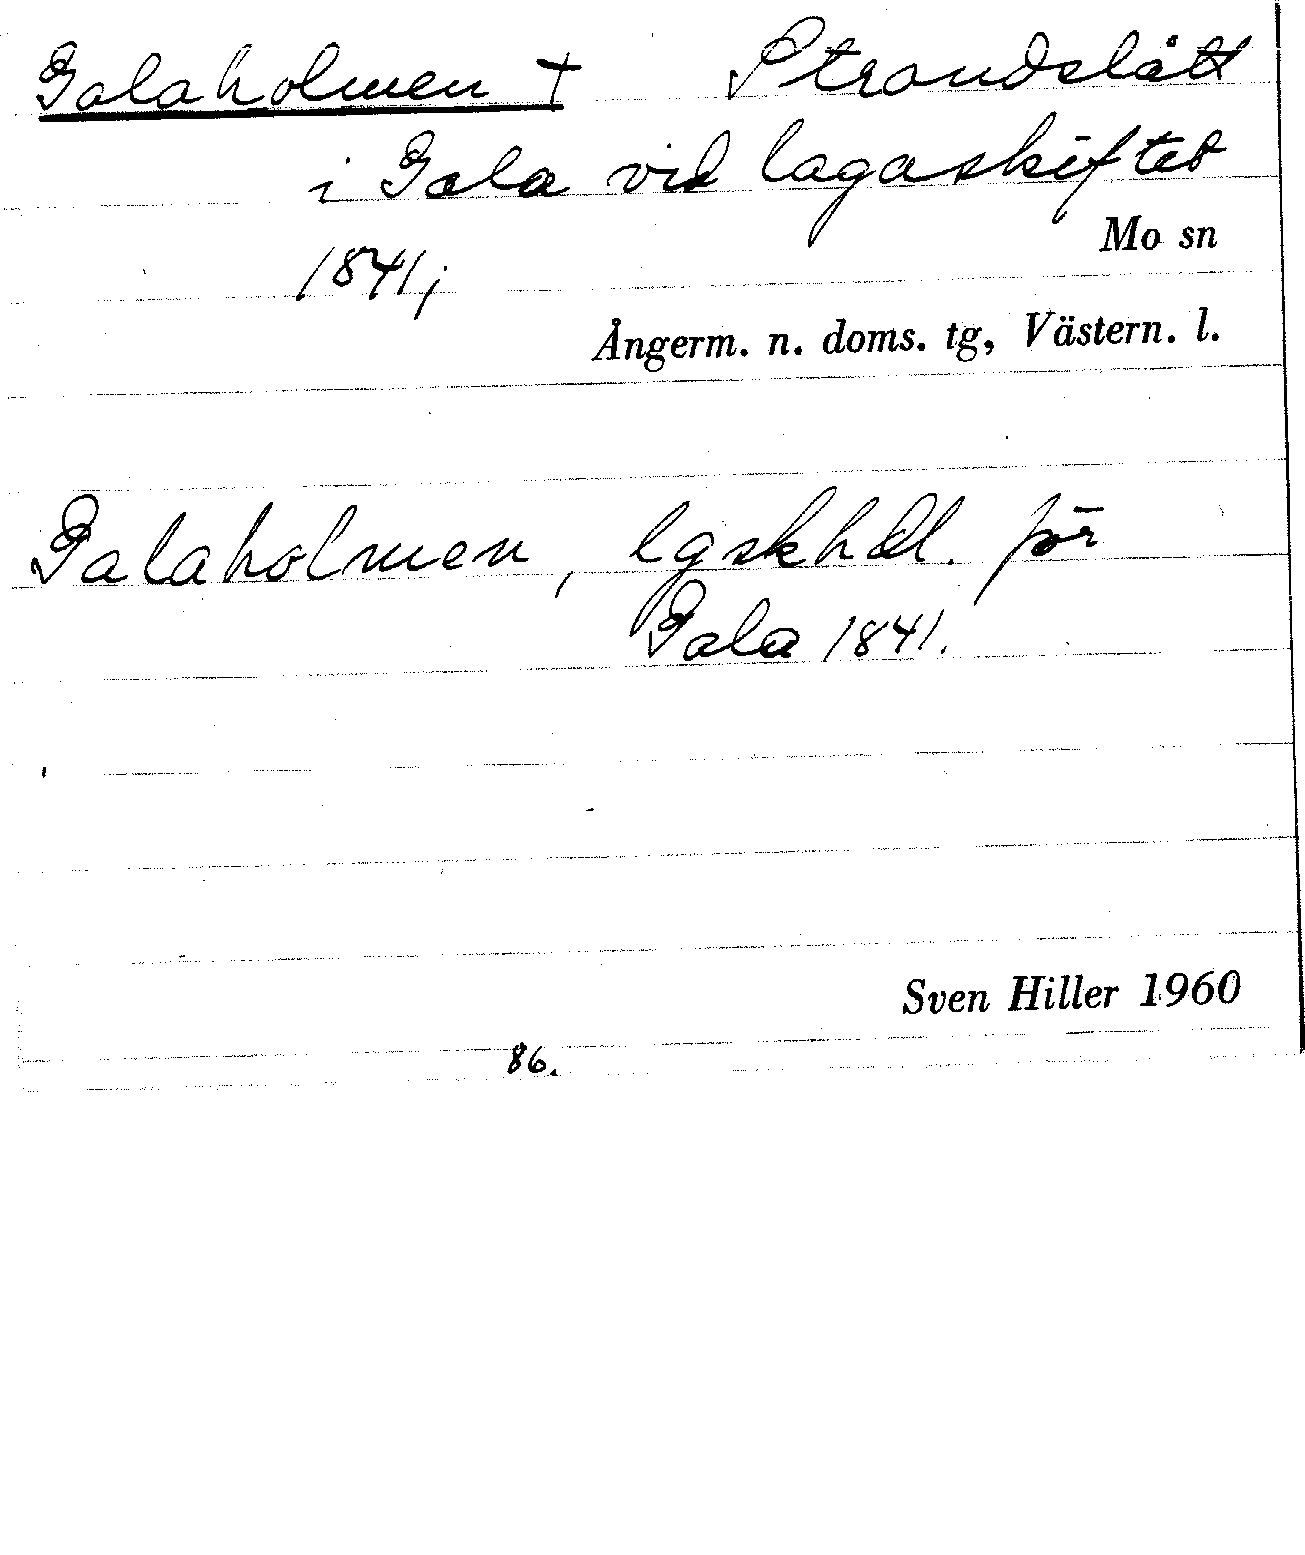 Galaholmen † Strandslått
i Gala vid lagaskiftet
Mo sn
1841;
Ångerm. n. doms. tg, Västern. l.
Galaholmen, lgskhdl. för
Gala 1841.
Sven Hiller 1960
86.